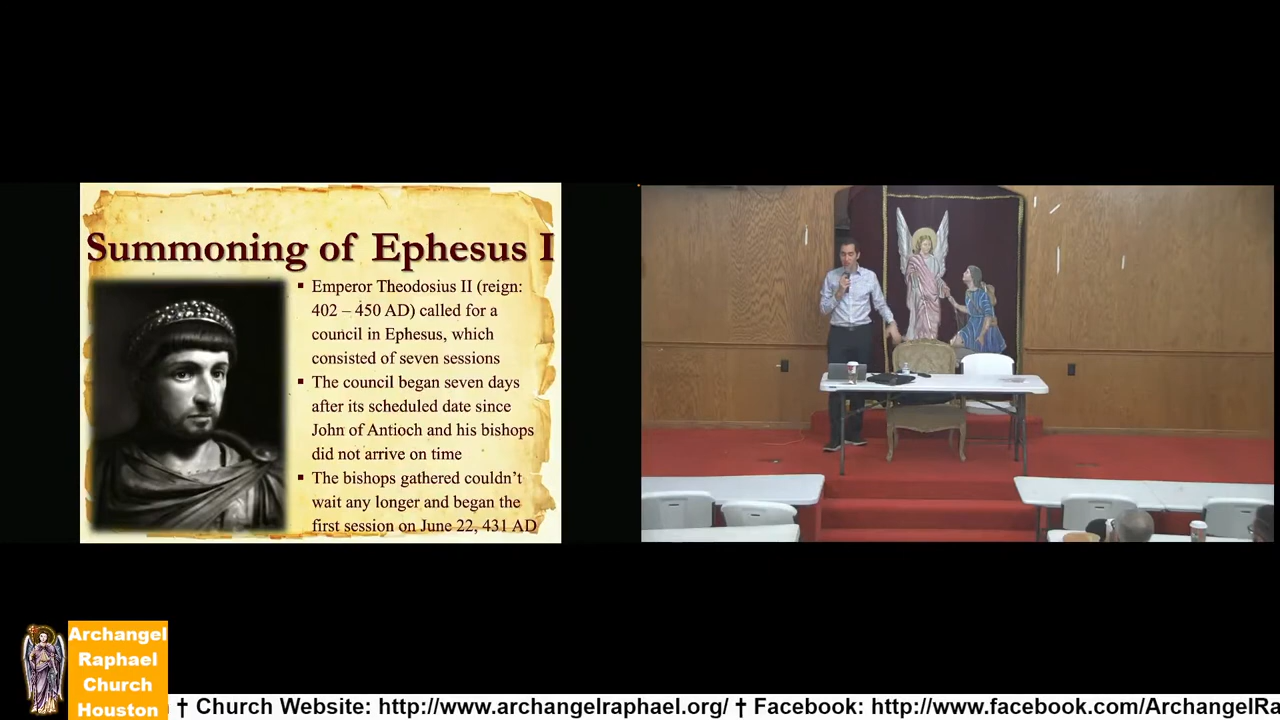 Summoning of Ephesus I
▪ Emperor Theodosius II (reign:
402 – 450 AD) called for a
council in Ephesus, which
consisted of seven sessions
▪ The council began seven days
after its scheduled date since
John of Antioch and his bishops
did not arrive on time
▪ The bishops gathered couldn't
wait any longer and began the
first session on June 22, 431 AD
Archangel
Raphael
Church
Houston
† Church Website: http://www.archangelraphael.org/ † Facebook: http://www.facebook.com/ArchangelRa